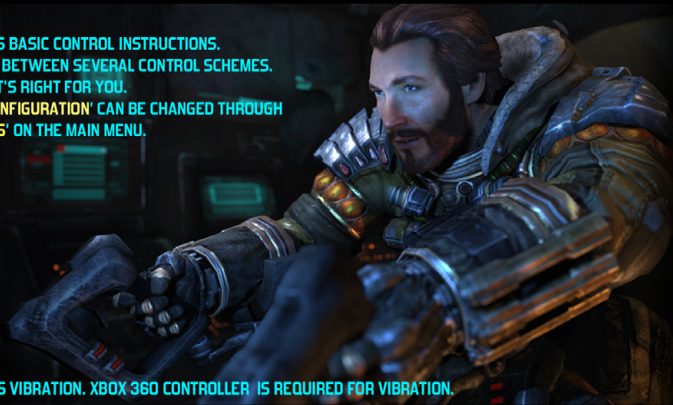 S BASIC CONTROL INSTRUCTIONS.
BETWEEN SEVERAL CONTROL SCHEMES.
T'S RIGHT FOR YOU.
NFIGURATION' CAN BE CHANGED THROUGH
S' ON THE MAIN MENU.
S VIBRATION. XBOX 360 CONTROLLER IS REQUIRED FOR VIBRATION.